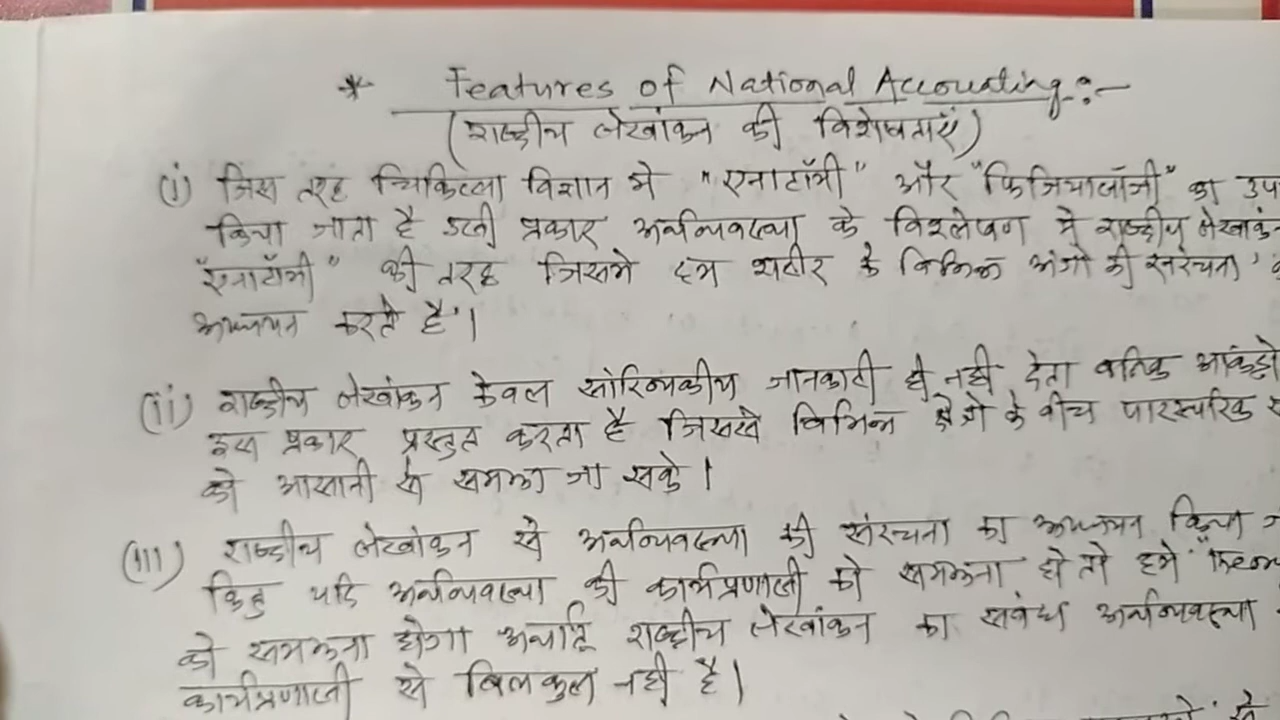 * Features of National Accounting :-
(राष्ट्रीय लेखांकन की विशेषताएँ)
(i) जिस तरह चिकित्सा विज्ञान मे "एनाटॉमी" और "फिजियोलॉजी" का उप
किया जाता है उसी प्रकार अर्थव्यवस्था के विश्लेषण मे राष्ट्रीय लेखांकन
"एनाटॉमी" की तरह जिसमे हम शरीर के विभिन्न अंगो की संरचना'
अध्ययन करते है'।
(ii) राष्ट्रीय लेखांकन केवल सांख्यिकीय जानकारी ही नही देता बल्कि आकड़ो
इस प्रकार प्रस्तुत करता है जिससे विभिन्न क्षेत्रो के बीच पारस्परिक
को आसानी से समझा जा सके।
(iii) राष्ट्रीय लेखांकन से अर्थव्यवस्था की संरचना का अध्ययन किया
किंतु यदि अर्थव्यवस्था की कार्यप्रणाली को समझना हो तो हमे
को समझना होगा अर्थात् राष्ट्रीय लेखांकन का संबंध अर्थव्यवस्था
कार्यप्रणाली से बिलकुल नही है।